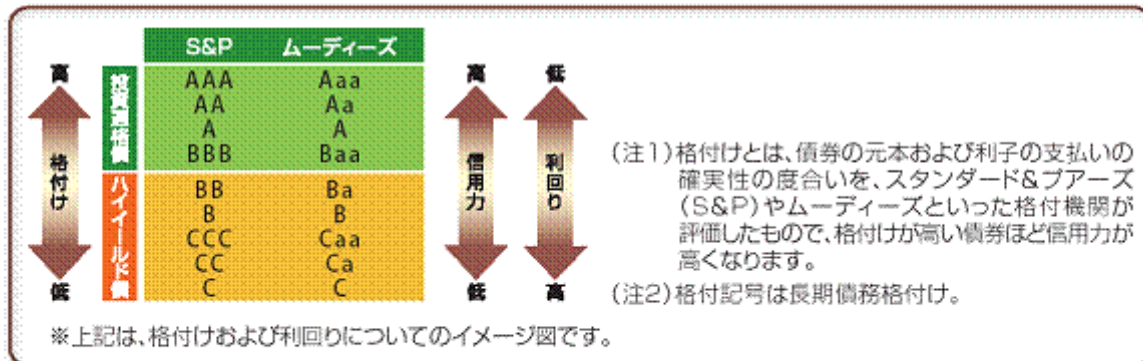 S&P ムーディーズ
高
格付け
低
投資適格債
AAA Aaa
AA Aa
A A
BBB Baa
ハイイールド債
BB Ba
B B
CCC Caa
CC Ca
C C
高
信用力
低
低
利回り
高
(注1)格付けとは、債券の元本および利子の支払いの
確実性の度合いを、スタンダード&プアーズ
(S&P)やムーディーズといった格付機関が
評価したもので、格付けが高い債券ほど信用力が
高くなります。
(注2)格付記号は長期債務格付け。
※上記は、格付けおよび利回りについてのイメージ図です。